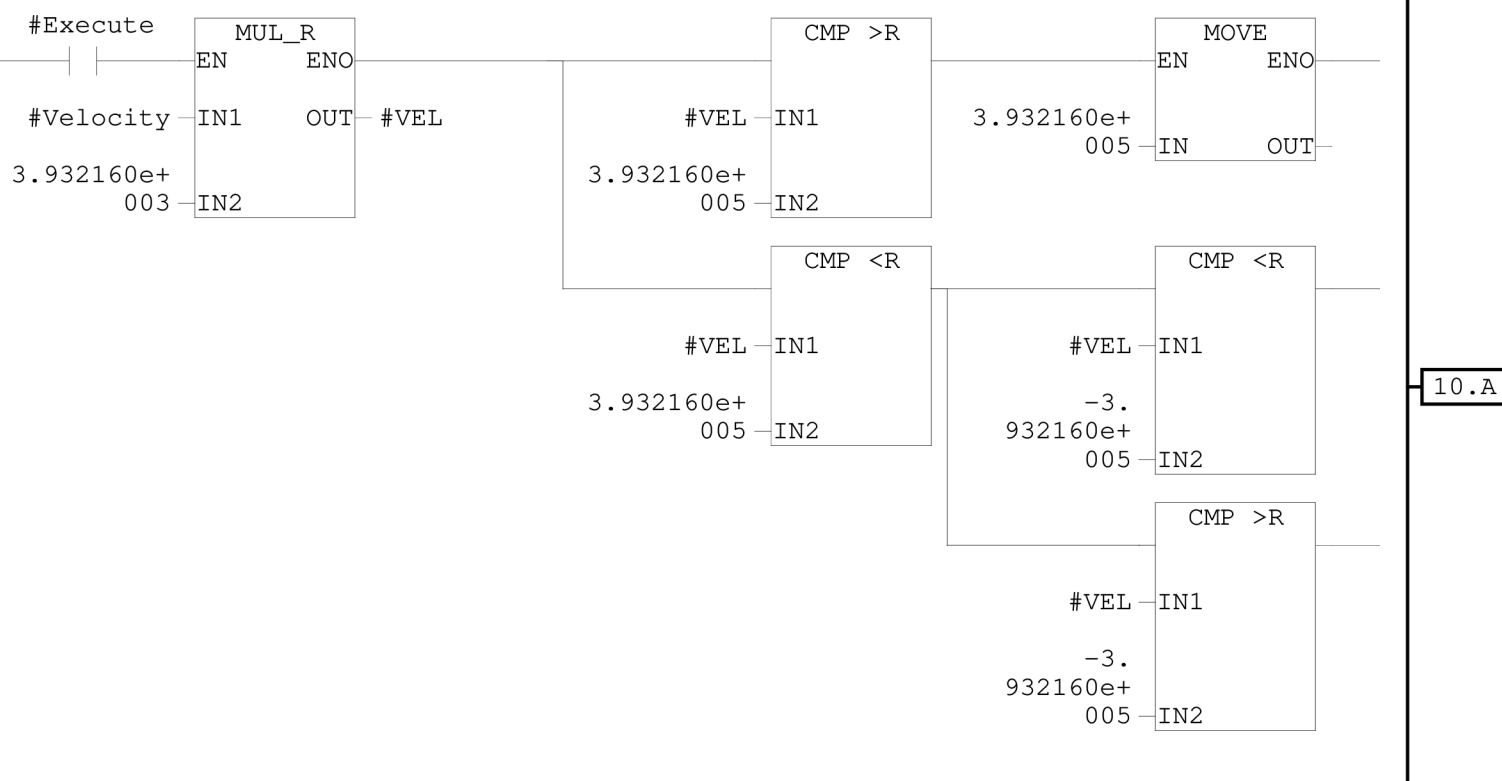 #Execute
MUL_R
CMP >R
MOVE
EN ENO
EN ENO
#Velocity IN1 OUT #VEL
#VEL IN1
3.932160e+
005 IN OUT
3.932160e+
003 IN2
3.932160e+
005 IN2
CMP <R
CMP <R
#VEL IN1
#VEL IN1
3.932160e+
005 IN2
-3.
932160e+
005 IN2
10.A
CMP >R
#VEL IN1
-3.
932160e+
005 IN2